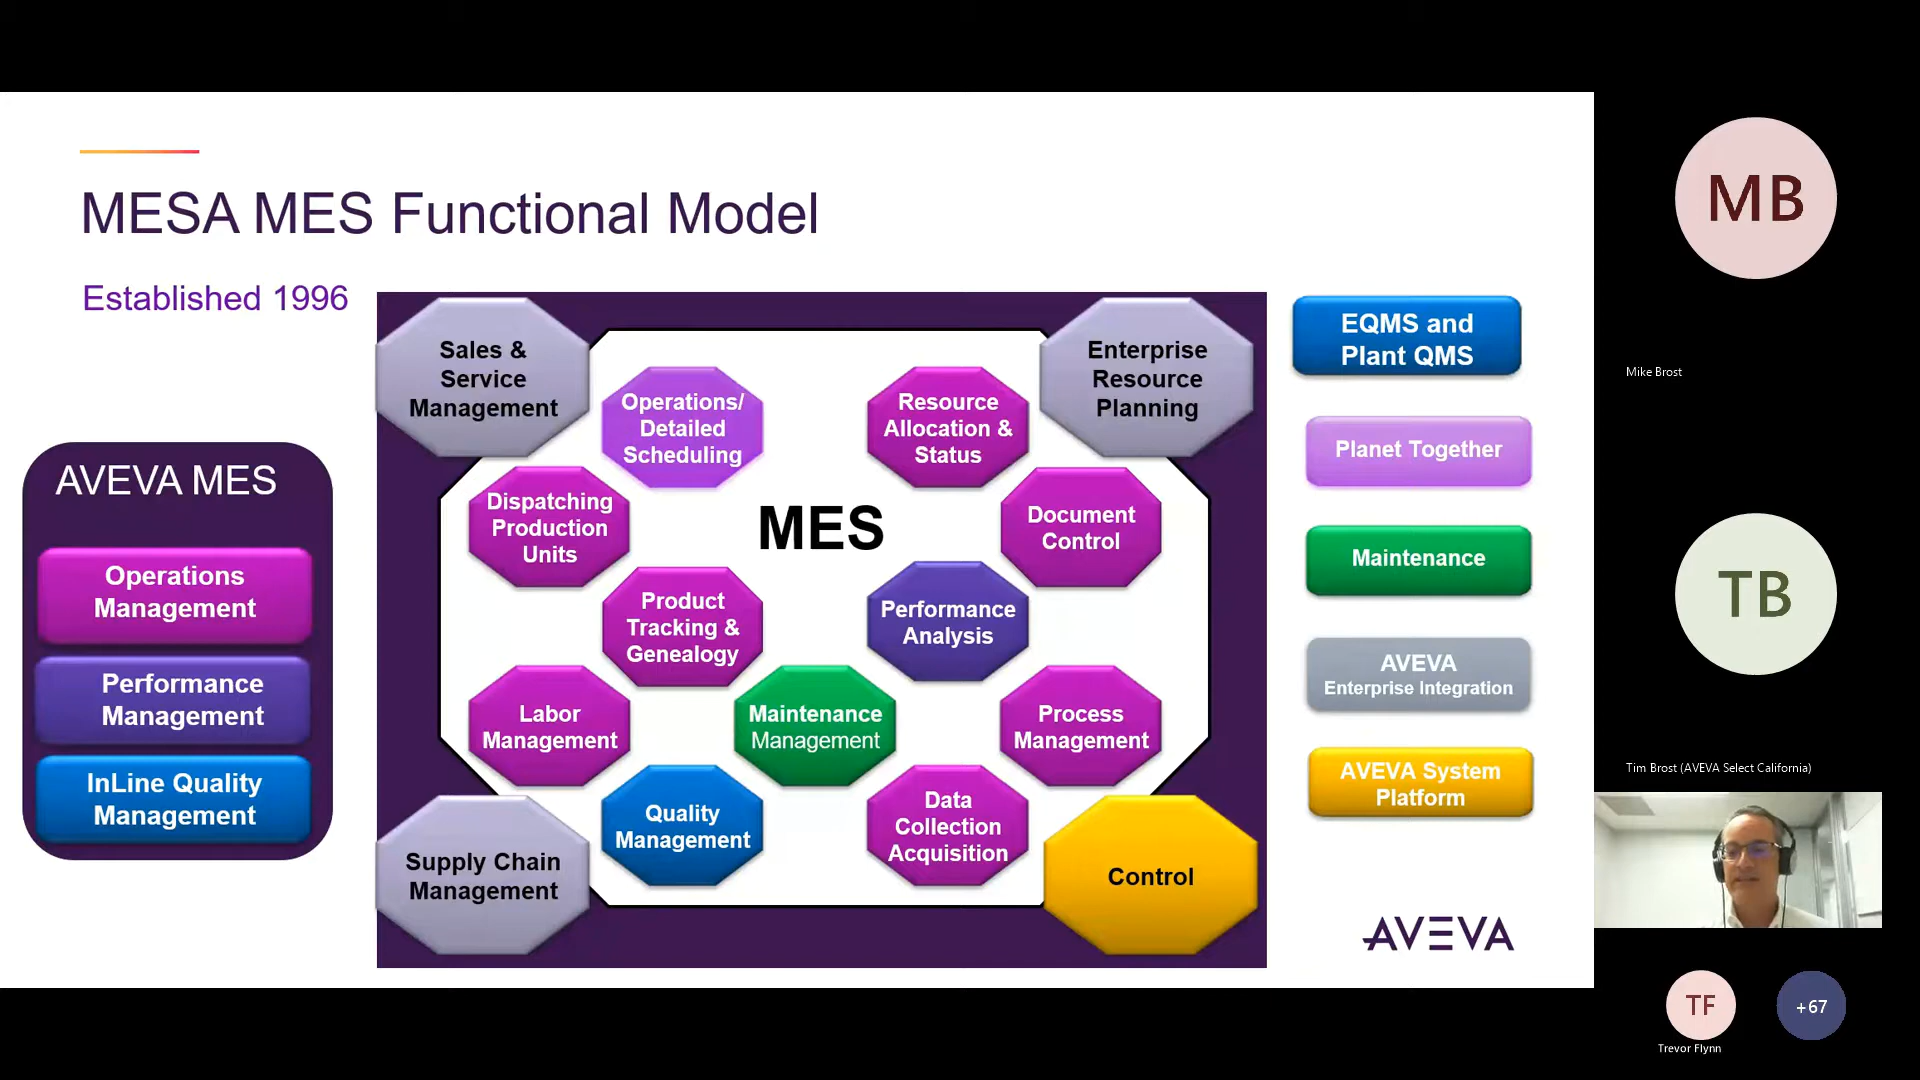 MESA MES Functional Model
Established 1996
AVEVA MES
Operations
Management
Performance
Management
InLine Quality
Management
Sales &
Service
Management
Enterprise
Resource
Planning
Operations/
Detailed
Scheduling
Resource
Allocation &
Status
Dispatching
Production
Units
MES
Document
Control
Product
Tracking &
Genealogy
Performance
Analysis
Labor
Management
Maintenance
Management
Process
Management
Quality
Management
Data
Collection
Acquisition
Supply Chain
Management
Control
EQMS and
Plant QMS
Planet Together
Maintenance
AVEVA
Enterprise Integration
AVEVA System
Platform
AVEVA
MB
Mike Brost
TB
Tim Brost (AVEVA Select California)
TF
+67
Trevor Flynn